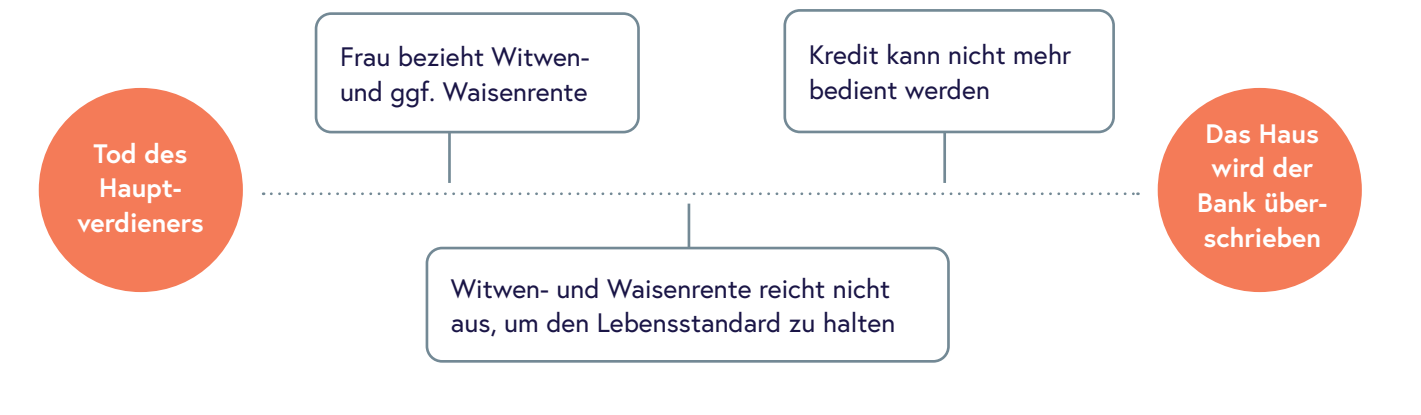 Tod des
Haupt-
verdieners
Frau bezieht Witwen-
und ggf. Waisenrente
Witwen- und Waisenrente reicht nicht
aus, um den Lebensstandard zu halten
Kredit kann nicht mehr
bedient werden
Das Haus
wird der
Bank über-
schrieben